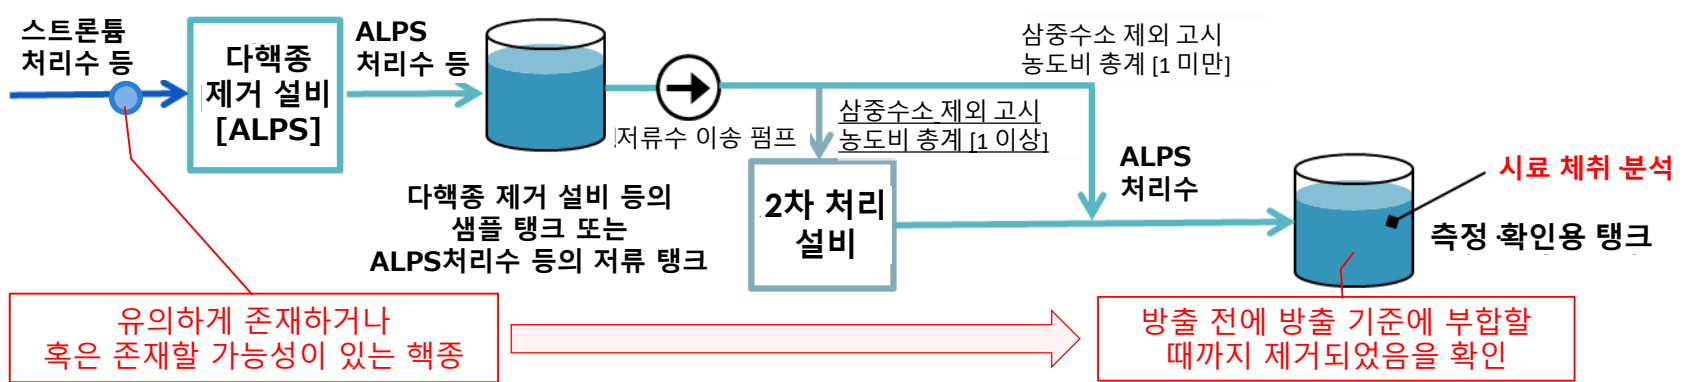 스트론튬
처리수 등
다핵종
제거 설비
[ALPS]
ALPS
처리수 등
저류수 이송 펌프
다핵종 제거 설비 등의
샘플 탱크 또는
ALPS처리수 등의 저류 탱크
삼중수소 제외 고시
농도비 총계 [1 미만]
삼중수소 제외 고시
농도비 총계 [1 이상]
2차 처리
설비
ALPS
처리수
시료 채취·분석
측정·확인용 탱크
유의하게 존재하거나
혹은 존재할 가능성이 있는 핵종
방출 전에 방출 기준에 부합할
때까지 제거되었음을 확인